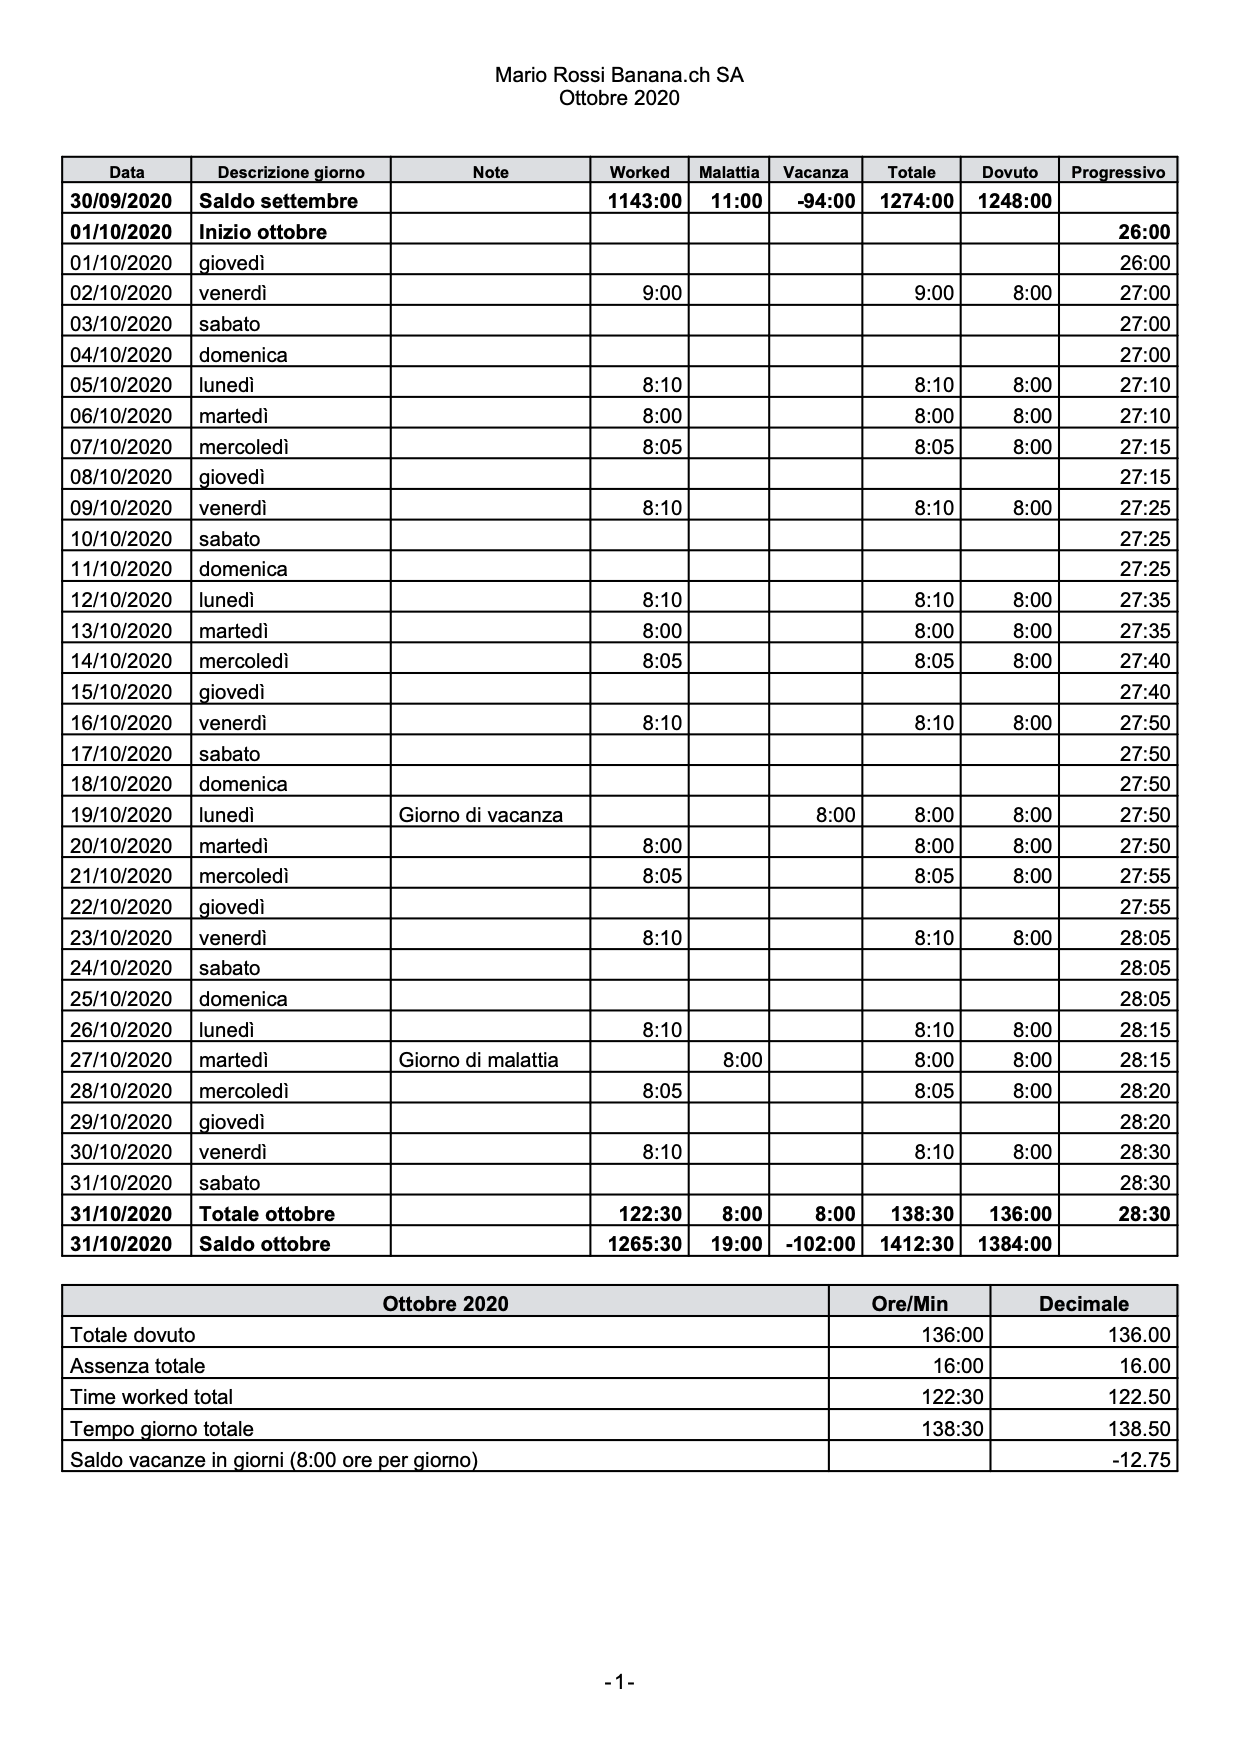 Mario Rossi Banana.ch SA
Ottobre 2020
Data Descrizione giorno Note Worked Malattia Vacanza Totale Dovuto Progressivo
30/09/2020 Saldo settembre 1143:00 11:00 -94:00 1274:00 1248:00
01/10/2020 Inizio ottobre 26:00
01/10/2020 giovedì 26:00
02/10/2020 venerdì 9:00 9:00 8:00 27:00
03/10/2020 sabato 27:00
04/10/2020 domenica 27:00
05/10/2020 lunedì 8:10 8:10 8:00 27:10
06/10/2020 martedì 8:00 8:00 8:00 27:10
07/10/2020 mercoledì 8:05 8:05 8:00 27:15
08/10/2020 giovedì 27:15
09/10/2020 venerdì 8:10 8:10 8:00 27:25
10/10/2020 sabato 27:25
11/10/2020 domenica 27:25
12/10/2020 lunedì 8:10 8:10 8:00 27:35
13/10/2020 martedì 8:00 8:00 8:00 27:35
14/10/2020 mercoledì 8:05 8:05 8:00 27:40
15/10/2020 giovedì 27:40
16/10/2020 venerdì 8:10 8:10 8:00 27:50
17/10/2020 sabato 27:50
18/10/2020 domenica 27:50
19/10/2020 lunedì Giorno di vacanza 8:00 8:00 8:00 27:50
20/10/2020 martedì 8:00 8:00 8:00 27:50
21/10/2020 mercoledì 8:05 8:05 8:00 27:55
22/10/2020 giovedì 27:55
23/10/2020 venerdì 8:10 8:10 8:00 28:05
24/10/2020 sabato 28:05
25/10/2020 domenica 28:05
26/10/2020 lunedì 8:10 8:10 8:00 28:15
27/10/2020 martedì Giorno di malattia 8:00 8:00 8:00 28:15
28/10/2020 mercoledì 8:05 8:05 8:00 28:20
29/10/2020 giovedì 28:20
30/10/2020 venerdì 8:10 8:10 8:00 28:30
31/10/2020 sabato 28:30
31/10/2020 Totale ottobre 122:30 8:00 8:00 138:30 136:00 28:30
31/10/2020 Saldo ottobre 1265:30 19:00 -102:00 1412:30 1384:00
Ottobre 2020 Ore/Min Decimale
Totale dovuto 136:00 136.00
Assenza totale 16:00 16.00
Time worked total 122:30 122.50
Tempo giorno totale 138:30 138.50
Saldo vacanze in giorni (8:00 ore per giorno) -12.75
-1-